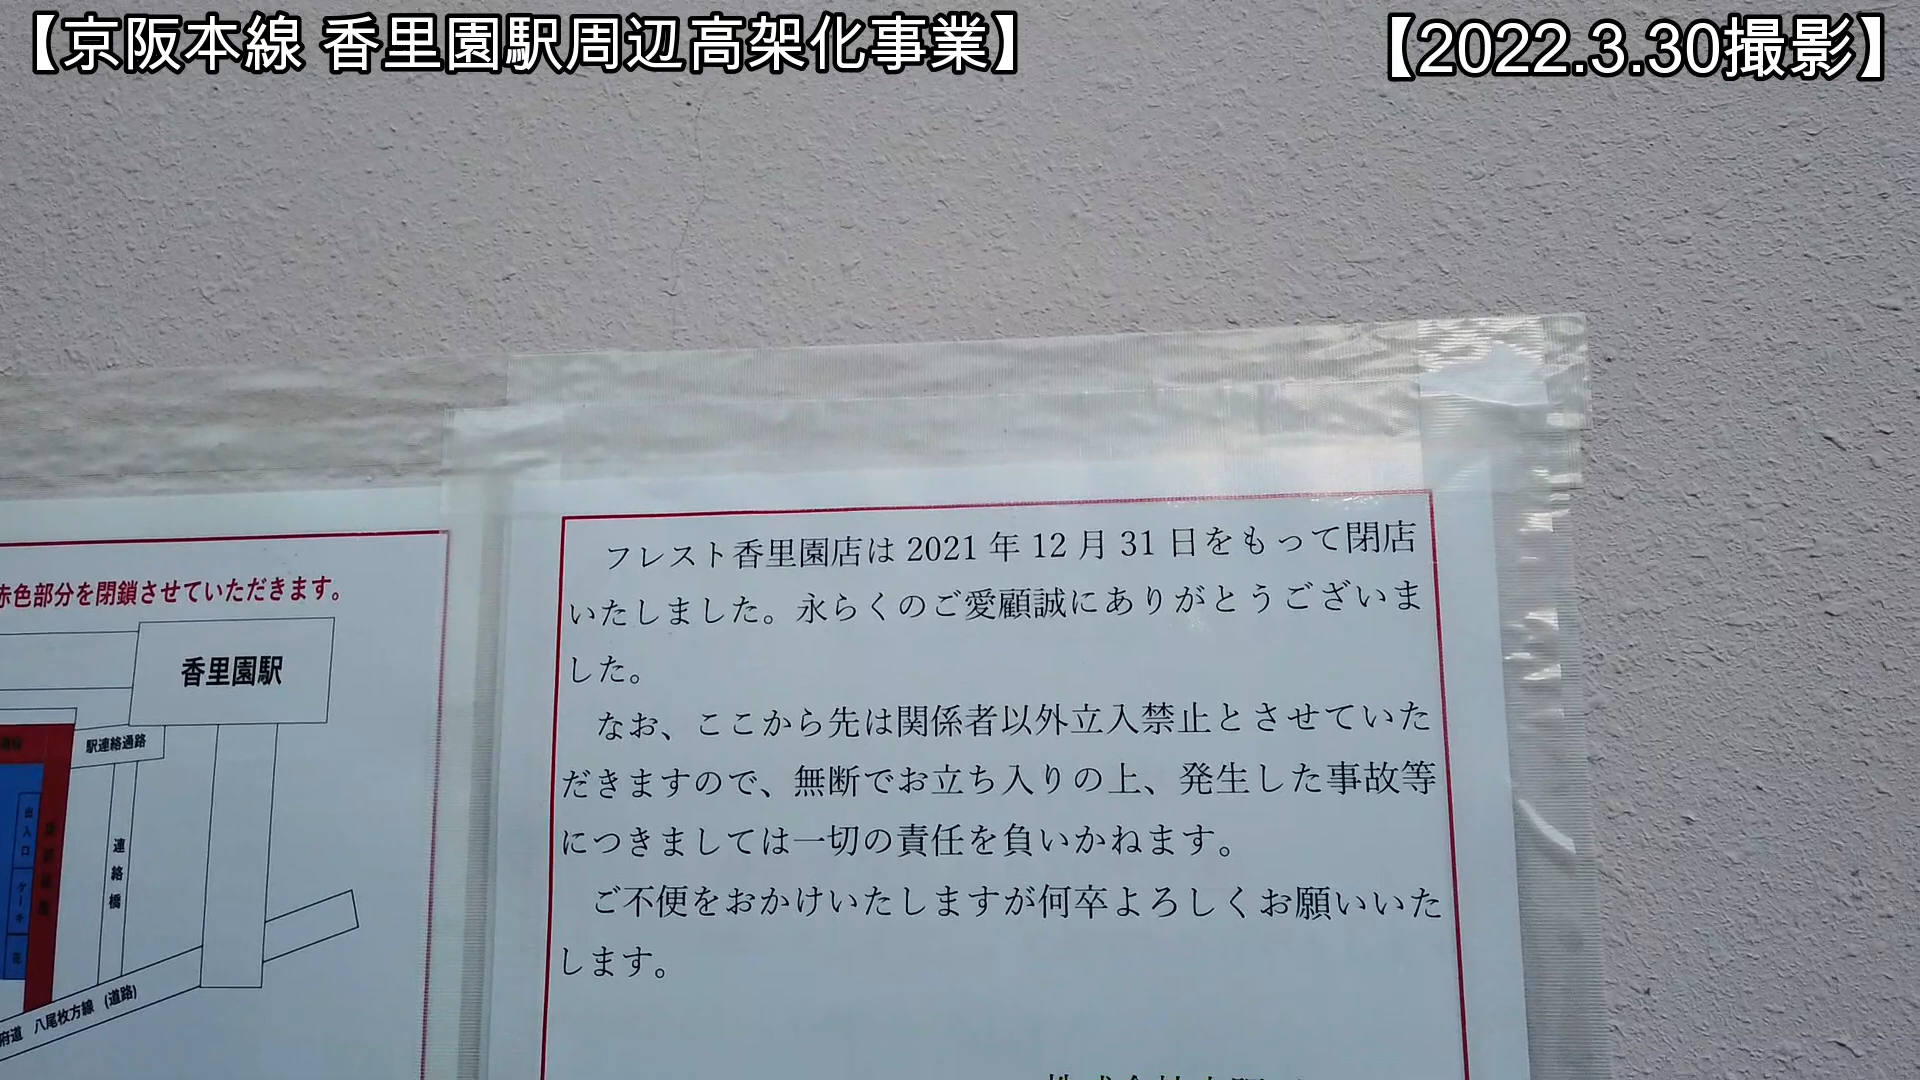 【京阪本線 香里園駅周辺高架化事業】
【2022.3.30撮影】
赤色部分を閉鎖させていただきます。
香里園駅
駅連絡通路
出入口
ケーキ
花
連絡橋
府道 八尾枚方線 (道路)
フレスト香里園店は 2021 年 12 月 31 日をもって閉店
いたしました。永らくのご愛顧誠にありがとうございま
した。
なお、ここから先は関係者以外立入禁止とさせていた
だきますので、無断でお立ち入りの上、発生した事故等
につきましては一切の責任を負いかねます。
ご不便をおかけいたしますが何卒よろしくお願いいた
します。